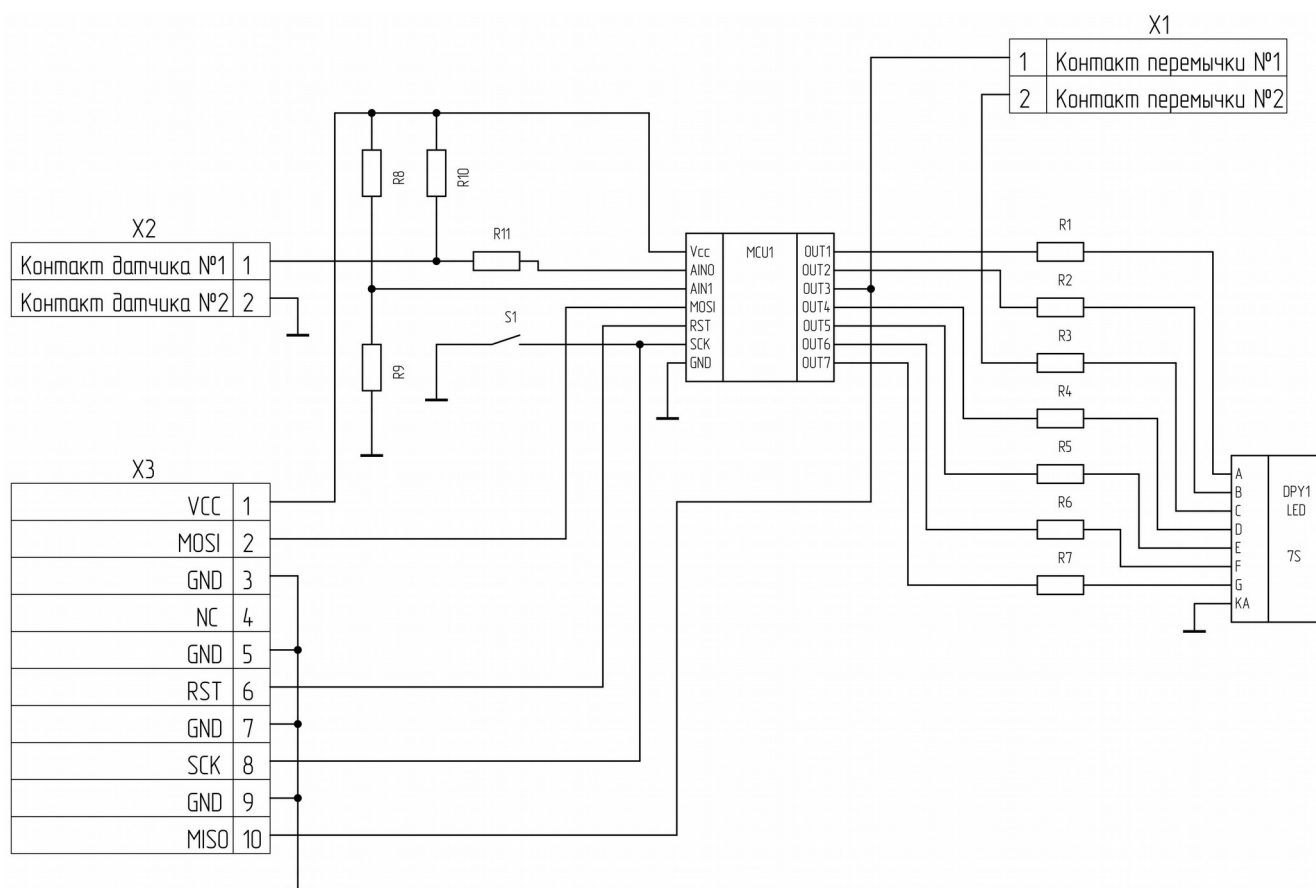 X1
1 Контакт перемычки №1
2 Контакт перемычки №2
R8
R10
X2
Контакт датчика №1 1
Контакт датчика №2 2
R11
S1
R9
Vcc MCU1 OUT1
AIN0 OUT2
AIN1 OUT3
MOSI OUT4
RST OUT5
SCK OUT6
GND OUT7
R1
R2
R3
R4
R5
R6
R7
A
B DPY1
C LED
D
E
F 7S
G
KA
X3
VCC 1
MOSI 2
GND 3
NC 4
GND 5
RST 6
GND 7
SCK 8
GND 9
MISO 10